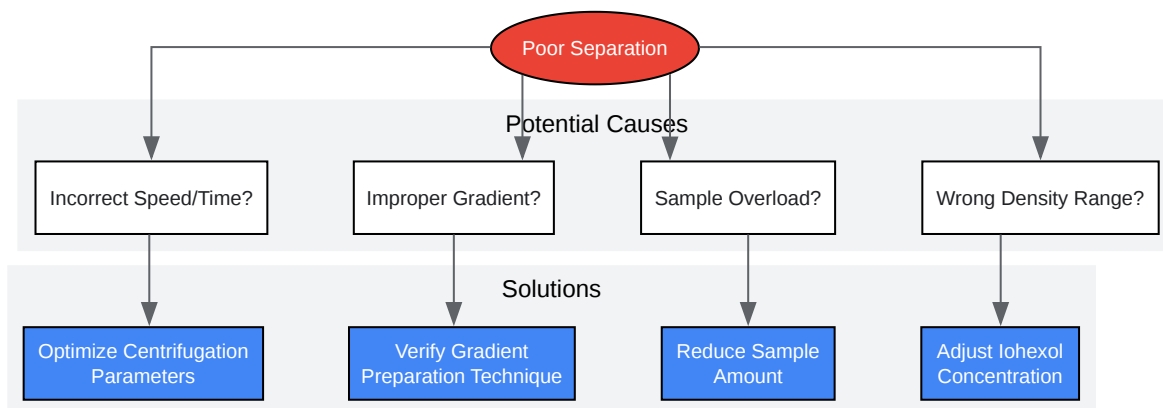 Poor Separation
Potential Causes
Incorrect Speed/Time?
Improper Gradient?
Sample Overload?
Wrong Density Range?
Solutions
Optimize Centrifugation
Parameters
Verify Gradient
Preparation Technique
Reduce Sample
Amount
Adjust Iohexol
Concentration